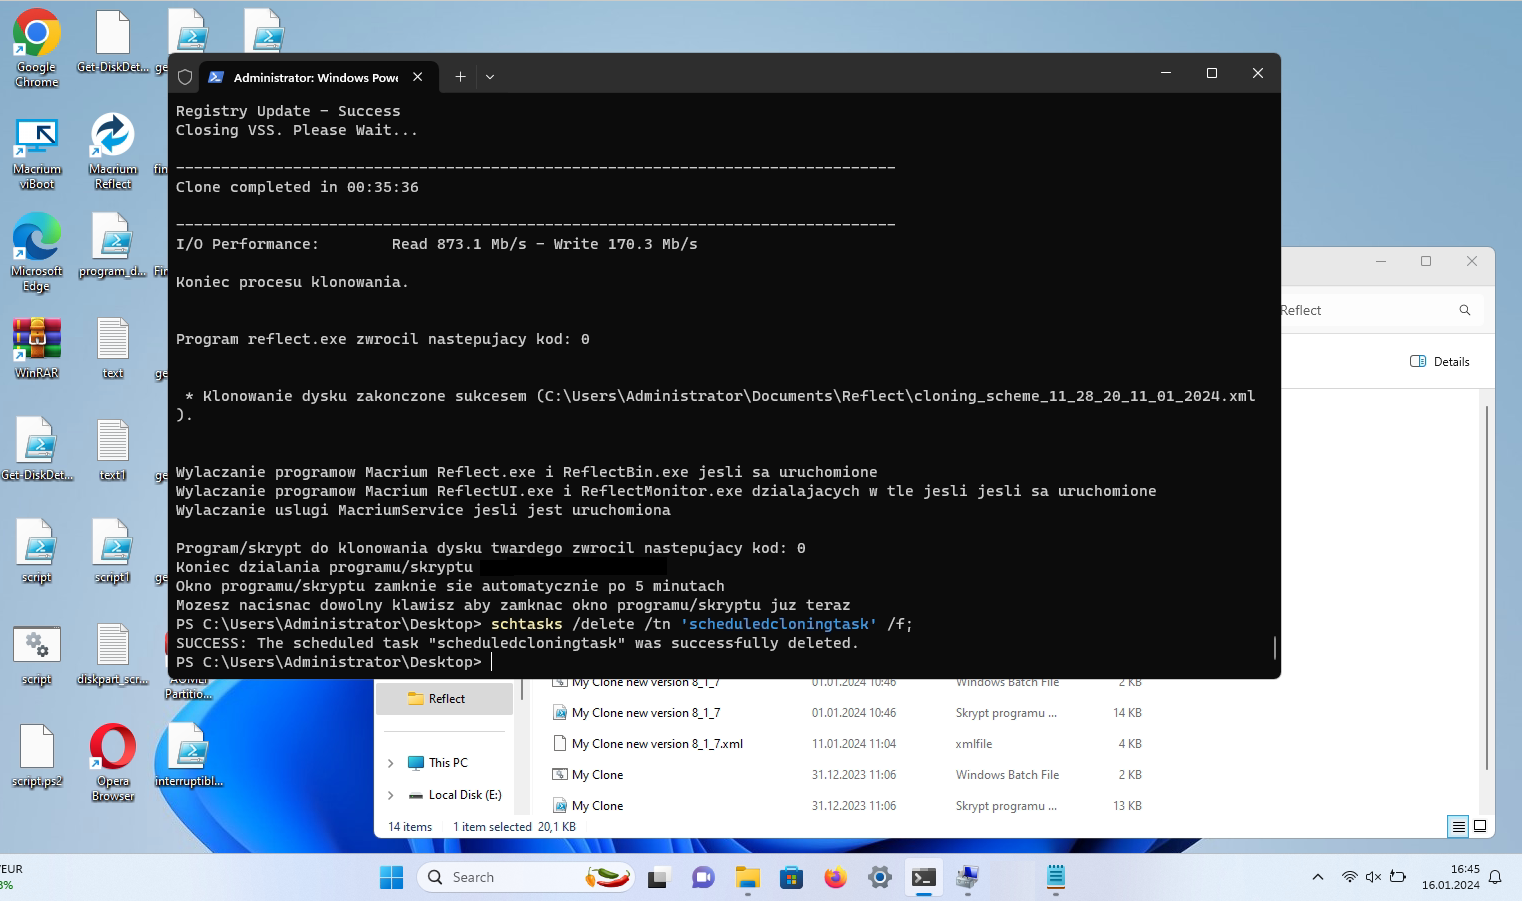 Google
Chrome
Get-DiskDet...
ge
Administrator: Windows Powe
Registry Update - Success
Closing VSS. Please Wait...
--------------------------------------------------------------------------------
Clone completed in 00:35:36
--------------------------------------------------------------------------------
I/O Performance:        Read 873.1 Mb/s - Write 170.3 Mb/s
Koniec procesu klonowania.
Program reflect.exe zwrocil nastepujacy kod: 0
* Klonowanie dysku zakonczone sukcesem (C:\Users\Administrator\Documents\Reflect\cloning_scheme_11_28_20_11_01_2024.xml
).
Wylaczanie programow Macrium Reflect.exe i ReflectBin.exe jesli sa uruchomione
Wylaczanie programow Macrium ReflectUI.exe i ReflectMonitor.exe dzialajacych w tle jesli jesli sa uruchomione
Wylaczanie uslugi MacriumService jesli jest uruchomiona
Program/skrypt do klonowania dysku twardego zwrocil nastepujacy kod: 0
Koniec dzialania programu/skryptu
Okno programu/skryptu zamknie sie automatycznie po 5 minutach
Mozesz nacisnac dowolny klawisz aby zamknac okno programu/skryptu juz teraz
PS C:\Users\Administrator\Desktop> schtasks /delete /tn 'scheduledcloningtask' /f;
SUCCESS: The scheduled task "scheduledcloningtask" was successfully deleted.
PS C:\Users\Administrator\Desktop>
Macrium
viBoot
Macrium
Reflect
fin
Microsoft
Edge
program_d...
Fin
WinRAR
text
ge
Get-DiskDet...
text1
ge
script
script1
ge
script
diskpart_scr...
AOMEI
Partitio...
script.ps2
Opera
Browser
interruptibl...
Reflect
Details
Reflect
This PC
Local Disk (E:)
My Clone new version 8_1_7 01.01.2024 10:46 Windows Batch File 2 KB
My Clone new version 8_1_7 01.01.2024 10:46 Skrypt programu ... 14 KB
My Clone new version 8_1_7.xml 11.01.2024 11:04 xmlfile 4 KB
My Clone 31.12.2023 11:06 Windows Batch File 2 KB
My Clone 31.12.2023 11:06 Skrypt programu ... 13 KB
14 items 1 item selected 20,1 KB
/EUR
%
Search
16:45
16.01.2024